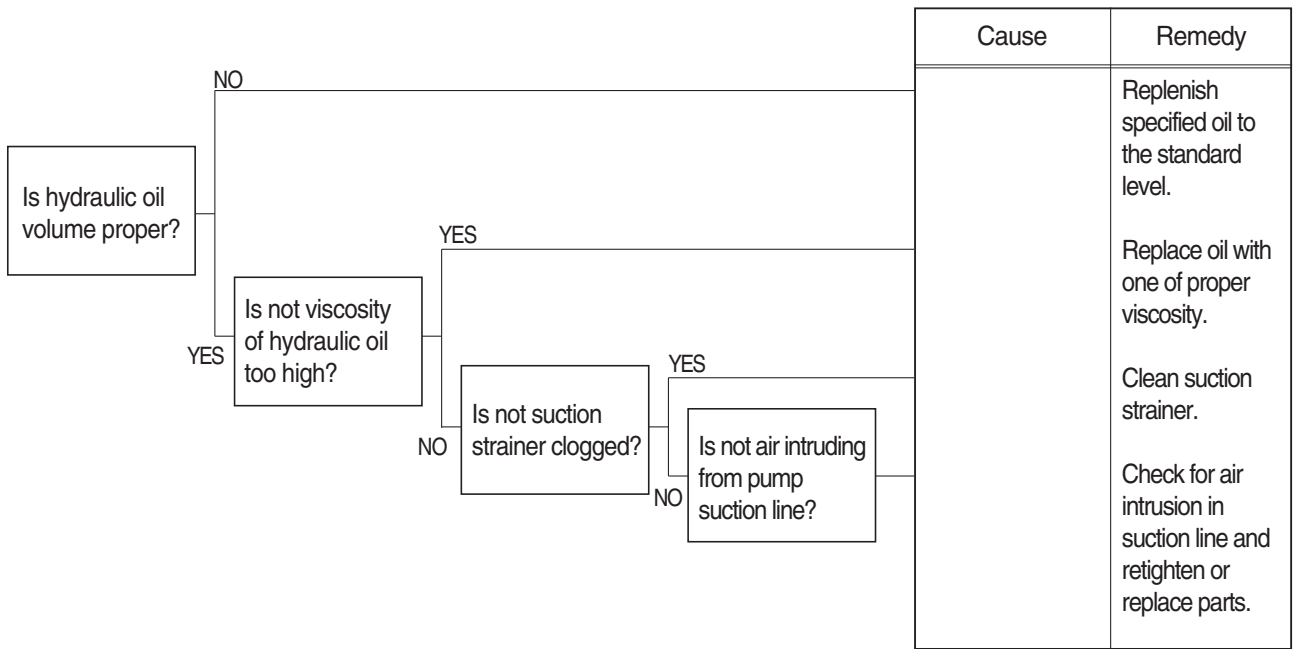 Cause
Remedy
NO
Replenish
specified oil to
the standard
level.
Is hydraulic oil
volume proper?
YES
Replace oil with
one of proper
viscosity.
YES
Is not viscosity
of hydraulic oil
too high?
YES
Clean suction
strainer.
NO
Is not suction
strainer clogged?
NO
Is not air intruding
from pump
suction line?
Check for air
intrusion in
suction line and
retighten or
replace parts.